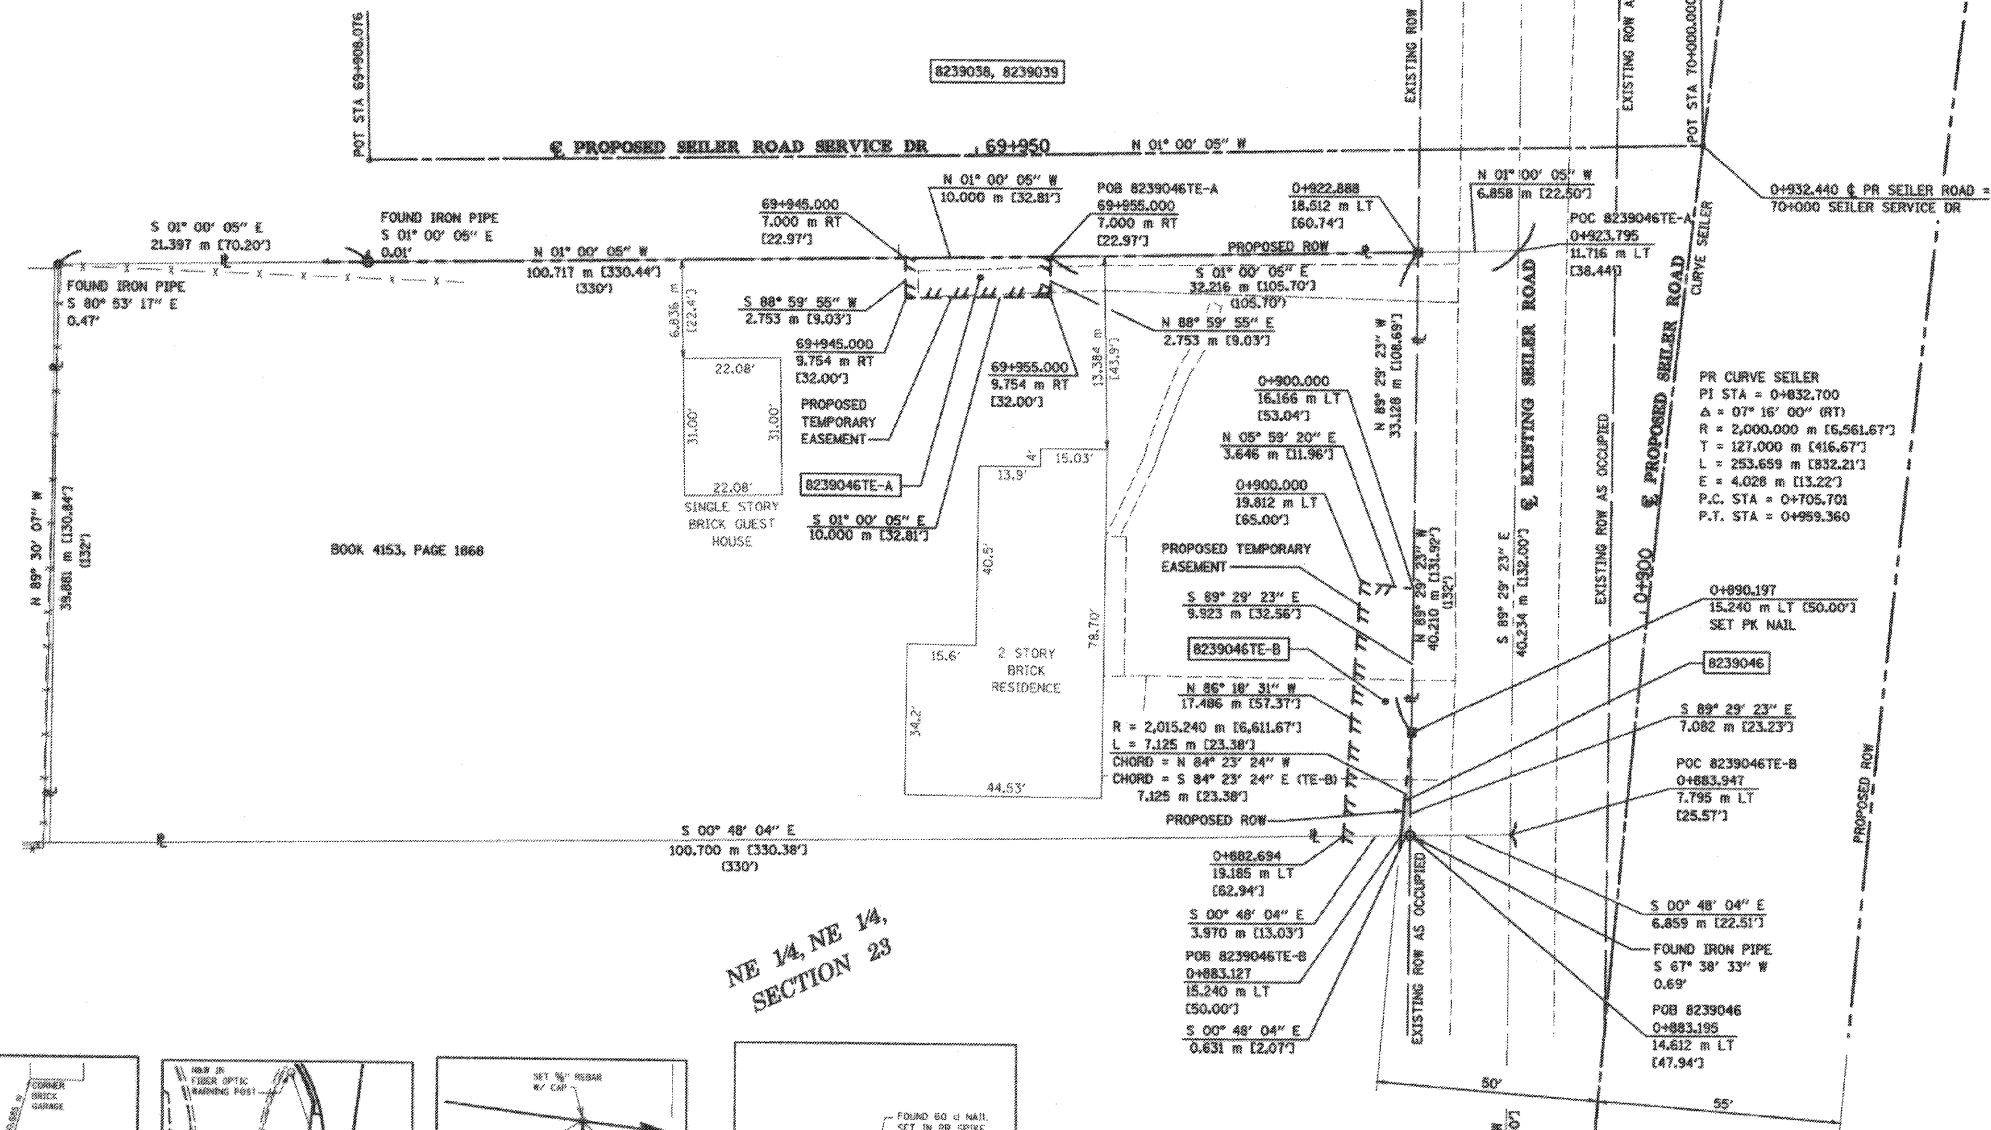 POT STA 69+908.076
8239038, 8239039
EXISTING ROW
EXISTING ROW A
POT STA 70+000.000
℄ PROPOSED SEILER ROAD SERVICE DR
69+950
N 01° 00' 05" W
0+932.440 ℄ PR SEILER ROAD =
70+000 SEILER SERVICE DR
S 01° 00' 05" E
21.397 m [70.20']
FOUND IRON PIPE
S 01° 00' 05" E
0.01'
N 01° 00' 05" W
100.717 m [330.44']
(330')
69+945.000
7.000 m RT
[22.97']
N 01° 00' 05" W
10.000 m [32.81']
POB 8239046TE-A
69+955.000
7.000 m RT
[22.97']
0+922.888
18.512 m LT
[60.74']
PROPOSED ROW
N 01° 00' 05" W
6.858 m [22.50']
POC 8239046TE-A
0+923.795
11.716 m LT
[38.44']
CURVE SEILER
FOUND IRON PIPE
S 80° 53' 17" E
0.47'
6.836 m
[22.4']
S 88° 59' 55" W
2.753 m [9.03']
69+945.000
9.754 m RT
[32.00']
PROPOSED
TEMPORARY
EASEMENT
8239046TE-A
S 01° 00' 05" E
10.000 m [32.81']
69+955.000
9.754 m RT
[32.00']
S 01° 00' 05" E
32.216 m [105.70']
(105.70')
N 88° 59' 55" E
2.753 m [9.03']
13.384 m
[43.9']
N 89° 29' 23" W
33.128 m [108.69']
22.08'
31.00'
31.00'
22.08'
SINGLE STORY
BRICK GUEST
HOUSE
13.9'
4'
15.03'
40.5'
15.6'
34.2'
78.70'
44.53'
2 STORY
BRICK
RESIDENCE
N 89° 30' 07" W
39.881 m [130.84']
(132')
BOOK 4153, PAGE 1868
0+900.000
16.166 m LT
[53.04']
N 05° 59' 20" E
3.646 m [11.96']
0+900.000
19.812 m LT
[65.00']
PROPOSED TEMPORARY
EASEMENT
S 89° 29' 23" E
9.923 m [32.56']
8239046TE-B
N 86° 18' 31" W
17.486 m [57.37']
R = 2,015.240 m [6,611.67']
L = 7.125 m [23.38']
CHORD = N 84° 23' 24" W
CHORD = S 84° 23' 24" E (TE-B)
7.125 m [23.38']
PROPOSED ROW
N 89° 29' 23" W
40.210 m [131.92']
(132')
℄ EXISTING SEILER ROAD
S 89° 29' 23" E
40.234 m [132.00']
EXISTING ROW AS OCCUPIED
℄ PROPOSED SEILER ROAD
0+900
PR CURVE SEILER
PI STA = 0+832.700
Δ = 07° 16' 00" (RT)
R = 2,000.000 m [6,561.67']
T = 127.000 m [416.67']
L = 253.659 m [832.21']
E = 4.028 m [13.22']
P.C. STA = 0+705.701
P.T. STA = 0+959.360
0+890.197
15.240 m LT [50.00']
SET PK NAIL
8239046
S 89° 29' 23" E
7.082 m [23.23']
POC 8239046TE-B
0+883.947
7.795 m LT
[25.57']
PROPOSED ROW
S 00° 48' 04" E
100.700 m [330.38']
(330')
0+882.694
19.185 m LT
[62.94']
S 00° 48' 04" E
3.970 m [13.03']
POB 8239046TE-B
0+883.127
15.240 m LT
[50.00']
S 00° 48' 04" E
0.631 m [2.07']
EXISTING ROW AS OCCUPIED
S 00° 48' 04" E
6.859 m [22.51']
FOUND IRON PIPE
S 67° 38' 33" W
0.69'
POB 8239046
0+883.195
14.612 m LT
[47.94']
NE 1/4, NE 1/4,
SECTION 23
50'
55'
CORNER
BRICK
GARAGE
FIBER OPTIC
WARNING POST
SET ⅝" REBAR
W/ CAP
FOUND 60 d NAIL
SET IN RR SPIKE